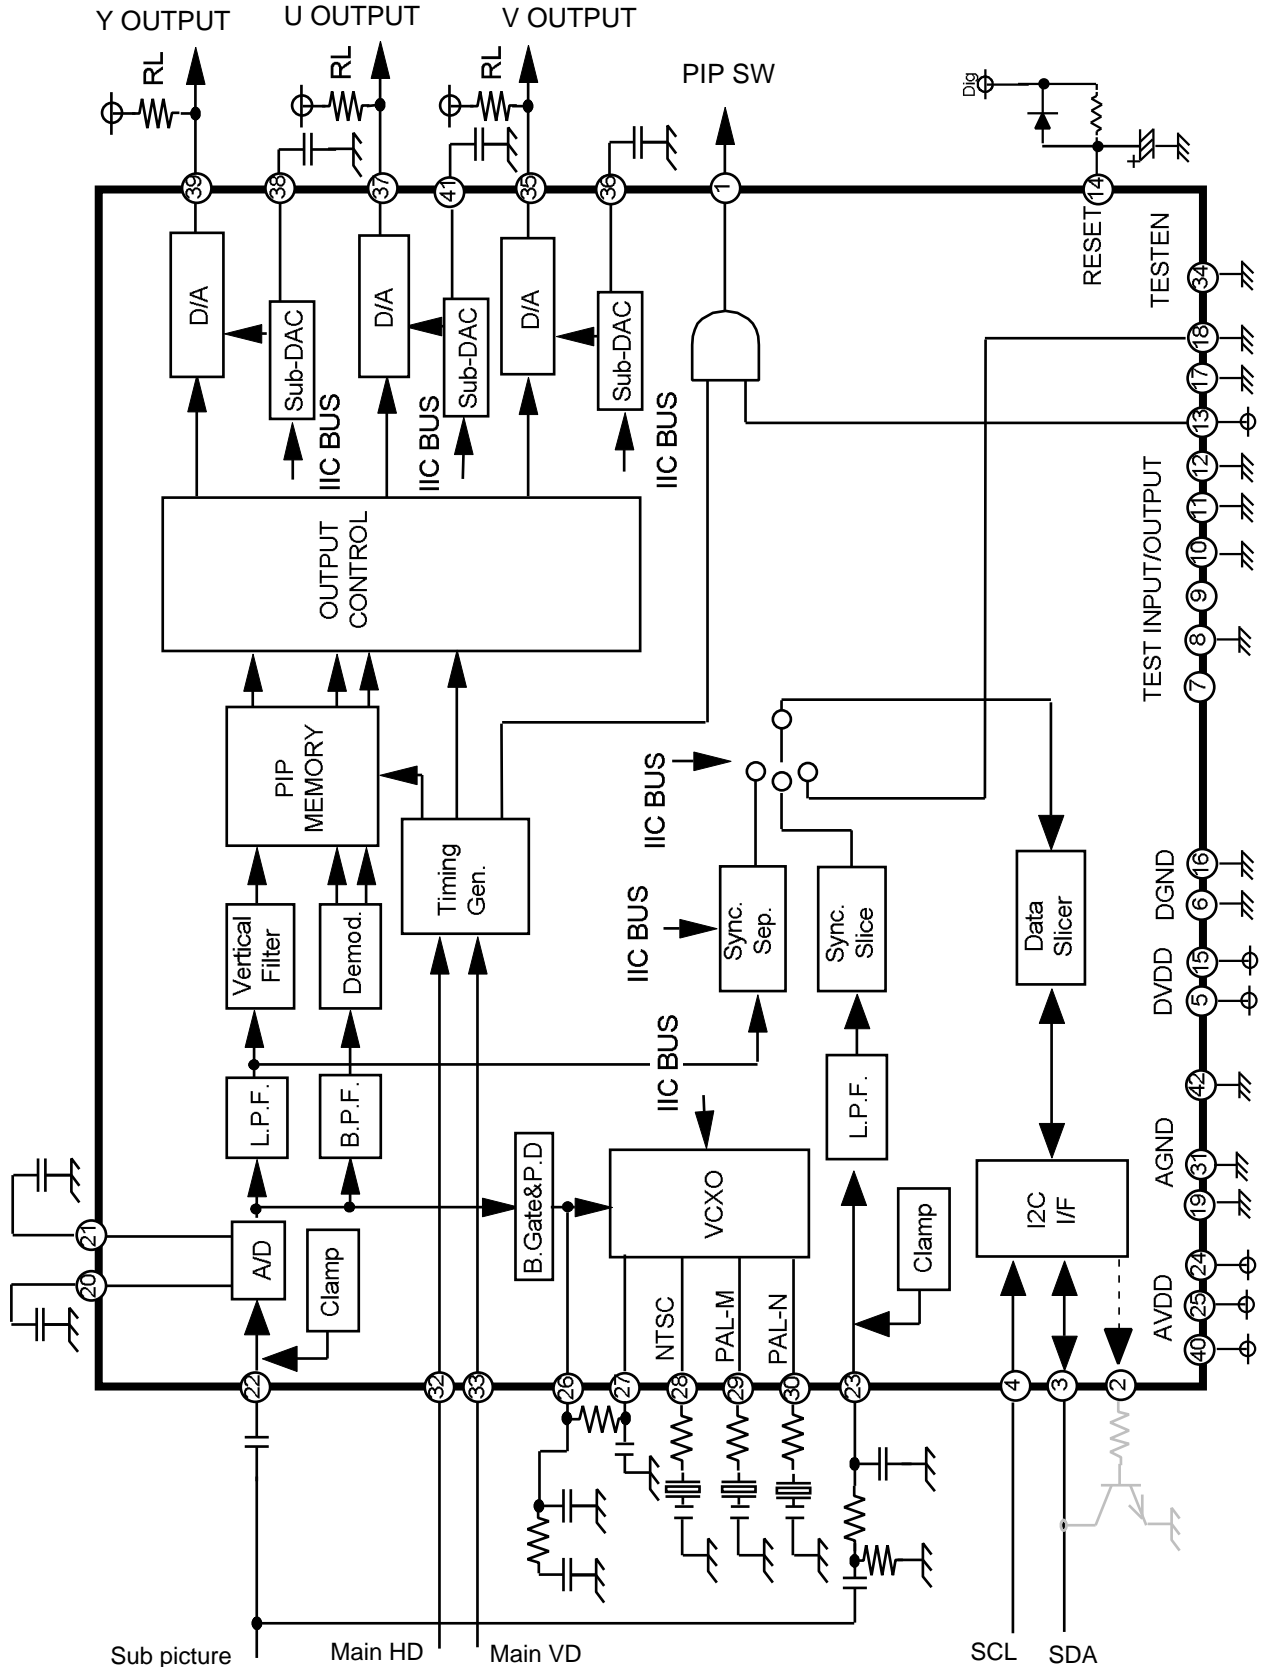 Y OUTPUT
U OUTPUT
V OUTPUT
PIP SW
RL
RL
RL
Dig
+
39
38
37
41
35
36
1
14
RESET
TESTEN
34
18
17
13
12
11
10
9
8
7
TEST INPUT/OUTPUT
D/A
Sub-DAC
D/A
Sub-DAC
D/A
Sub-DAC
IIC BUS
IIC BUS
IIC BUS
OUTPUT
CONTROL
PIP
MEMORY
Timing
Gen.
IIC BUS
Vertical
Filter
Demod.
IIC BUS
Sync.
Sep.
Sync.
Slice
Data
Slicer
16
6
DGND
15
5
DVDD
IIC BUS
L.P.F.
B.P.F.
L.P.F.
42
21
20
A/D
Clamp
B.Gate&P.D
VCXO
Clamp
I2C
I/F
31
19
AGND
24
25
40
AVDD
NTSC
PAL-M
PAL-N
22
32
33
26
27
28
29
30
23
4
3
2
Sub picture
Main HD
Main VD
SCL
SDA